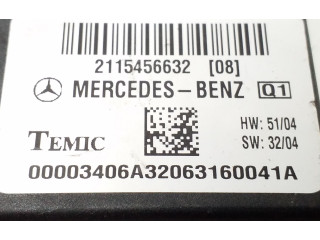 2115456632 [08]
MERCEDES-BENZ Q1
HW: 51/04
TEMIC
SW: 32/04
00003406A32063160041A